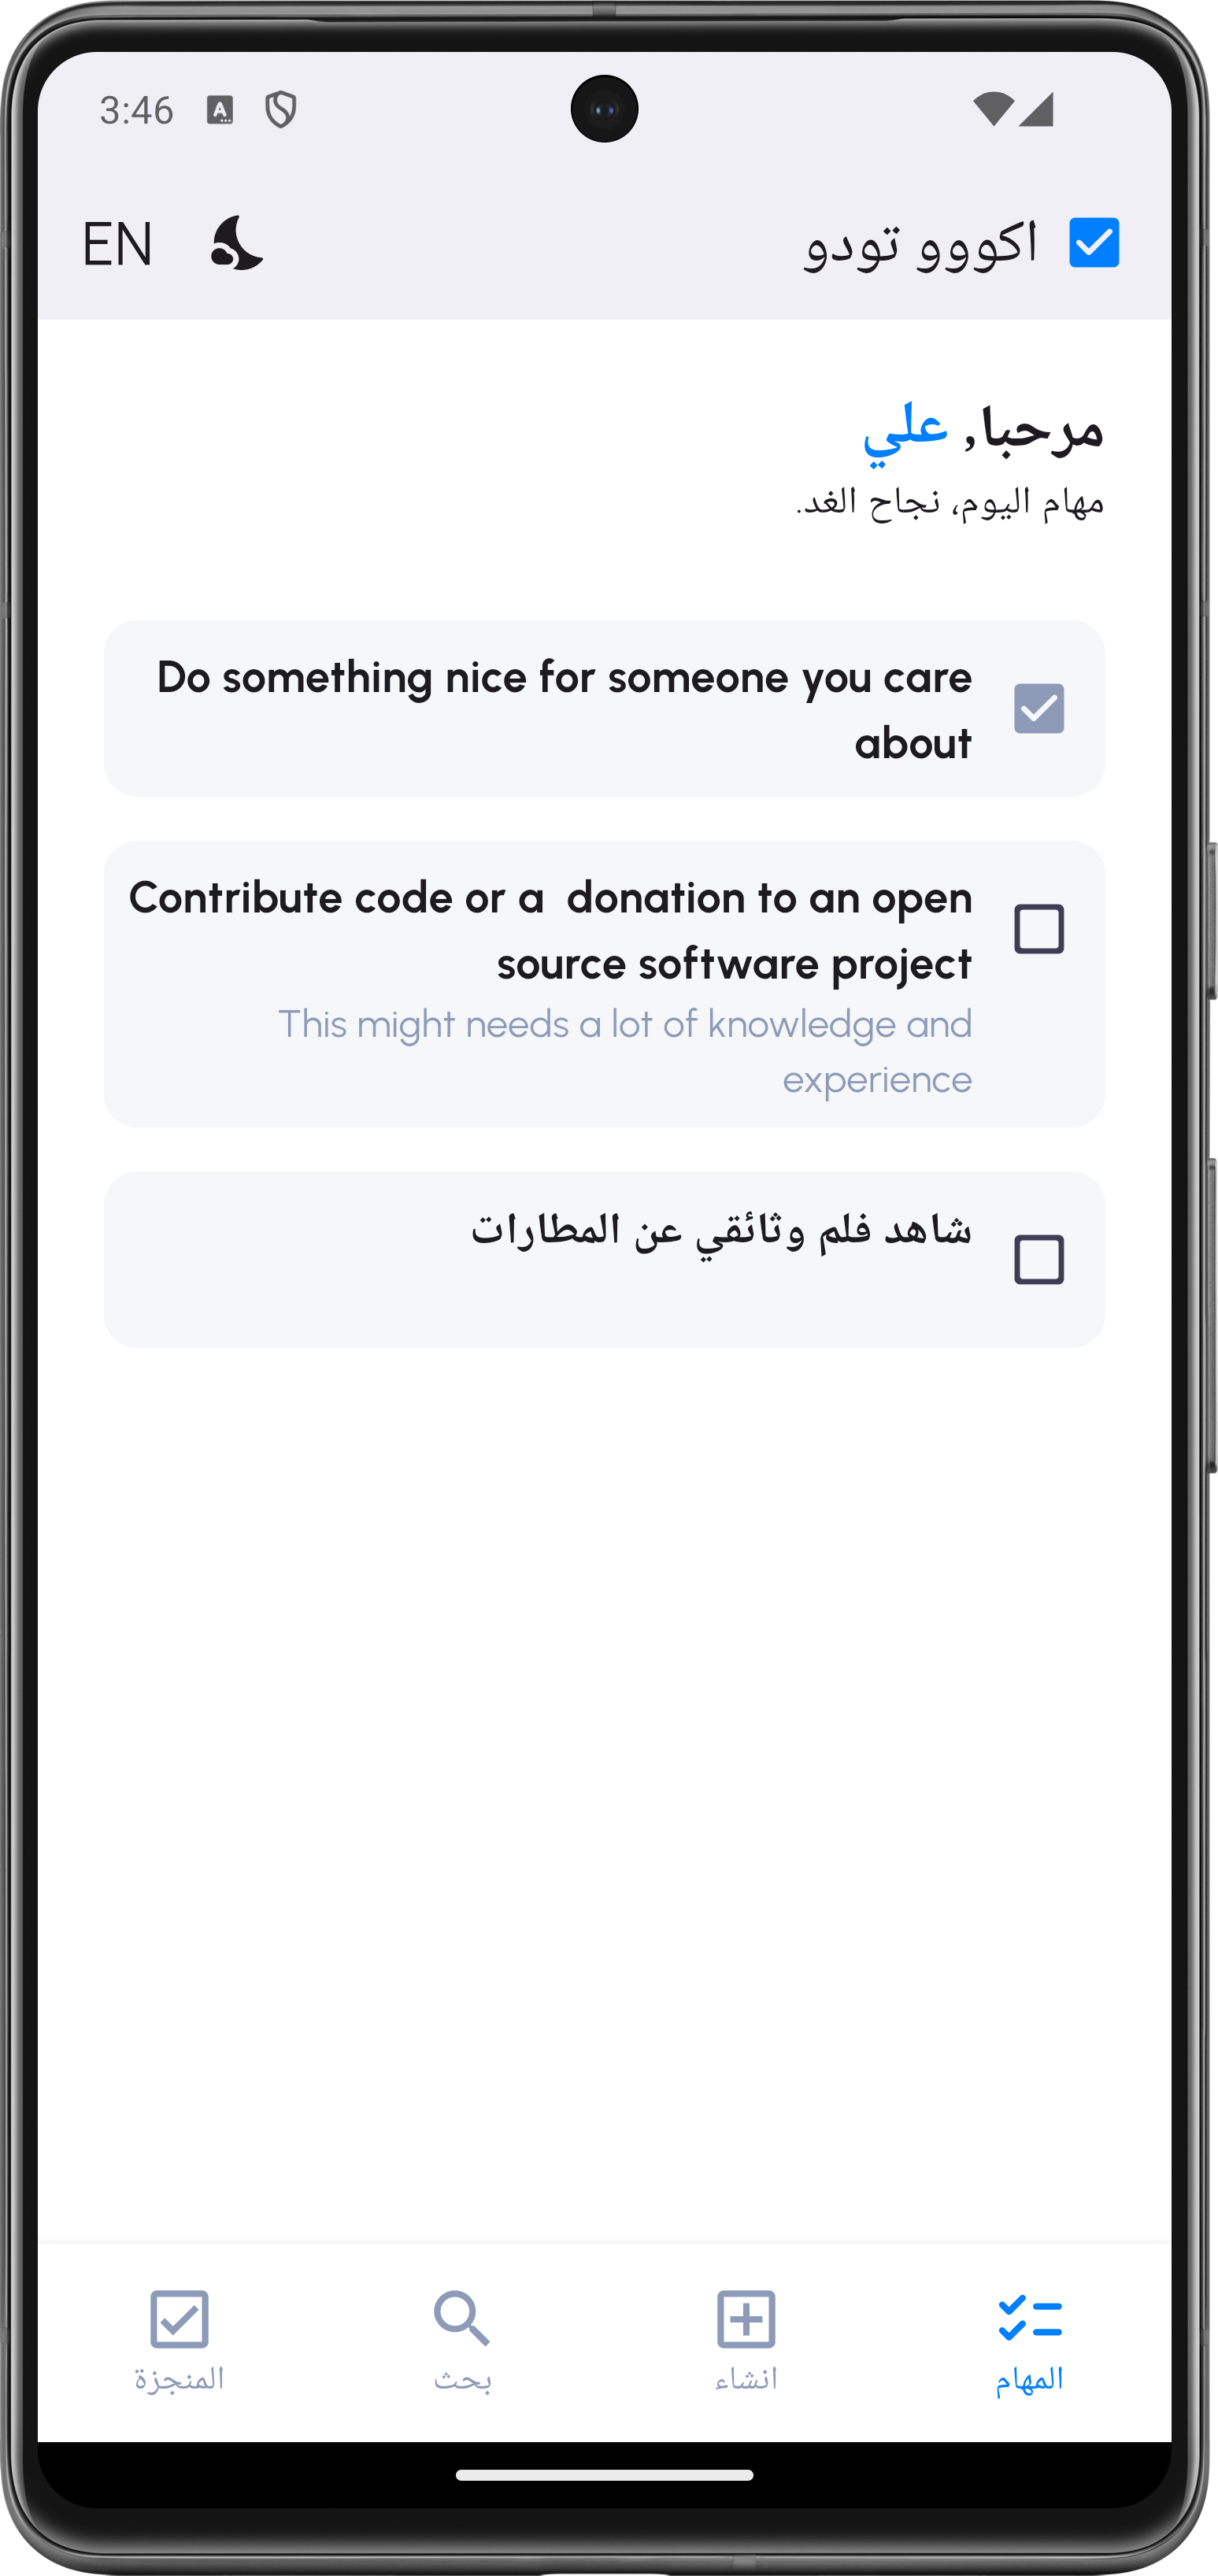 3:46
اكووو تودو
EN
مرحبا, علي
مهام اليوم، نجاح الغد.
Do something nice for someone you care
about
Contribute code or a  donation to an open
source software project
This might needs a lot of knowledge and
experience
شاهد فلم وثائقي عن المطارات
المهام
انشاء
بحث
المنجزة